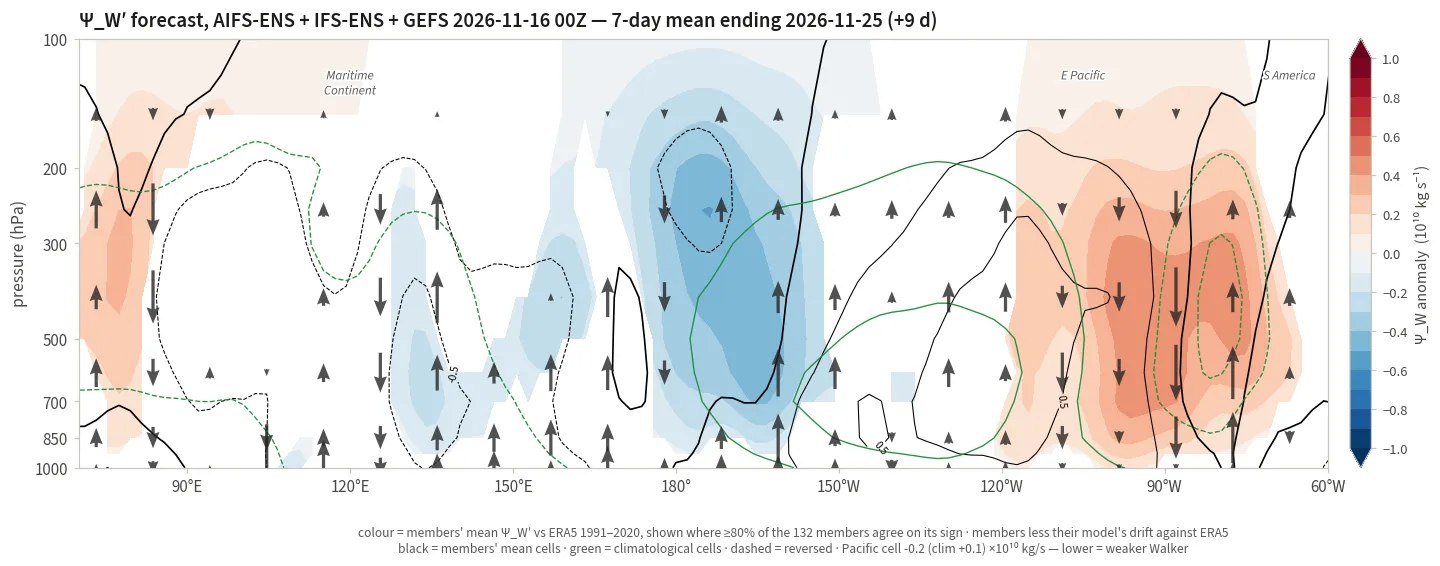 Ψ_W′ forecast, AIFS-ENS + IFS-ENS + GEFS 2026-11-16 00Z — 7-day mean ending 2026-11-25 (+9 d)
100
200
300
400
500
700
850
1000
pressure (hPa)
Maritime
Continent
E Pacific
S America
-0.5
0.5
0.5
90°E
120°E
150°E
180°
150°W
120°W
90°W
60°W
1.0
0.8
0.6
0.4
0.2
0.0
−0.2
−0.4
−0.6
−0.8
−1.0
Ψ_W anomaly (10¹⁰ kg s⁻¹)
colour = members' mean Ψ_W′ vs ERA5 1991–2020, shown where ≥80% of the 132 members agree on its sign · members less their model's drift against ERA5
black = members' mean cells · green = climatological cells · dashed = reversed · Pacific cell -0.2 (clim +0.1) ×10¹⁰ kg/s — lower = weaker Walker